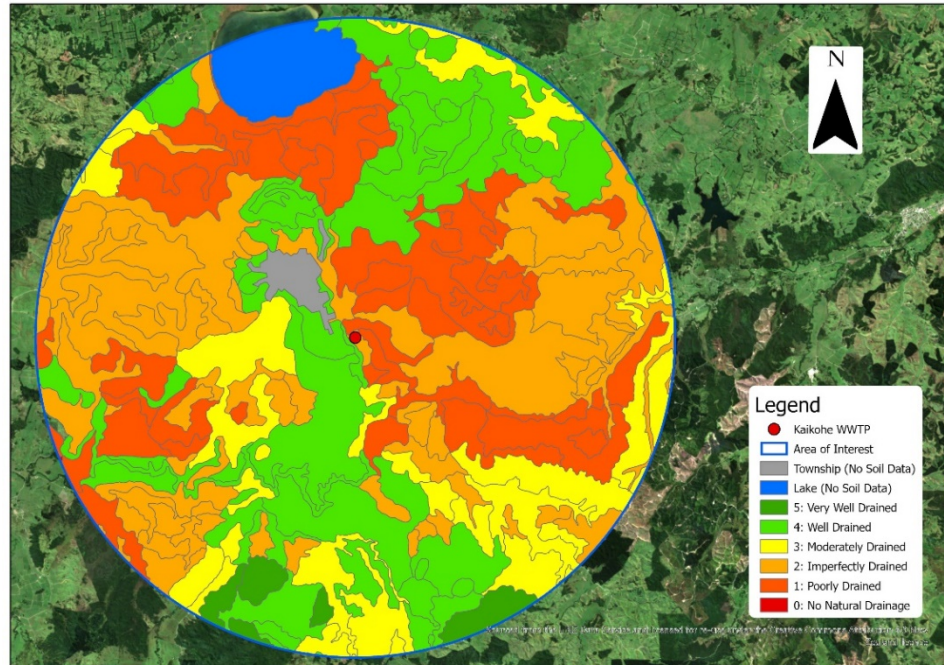 N
Legend
Kaikohe WWTP
Area of Interest
Township (No Soil Data)
Lake (No Soil Data)
5: Very Well Drained
4: Well Drained
3: Moderately Drained
2: Imperfectly Drained
1: Poorly Drained
0: No Natural Drainage